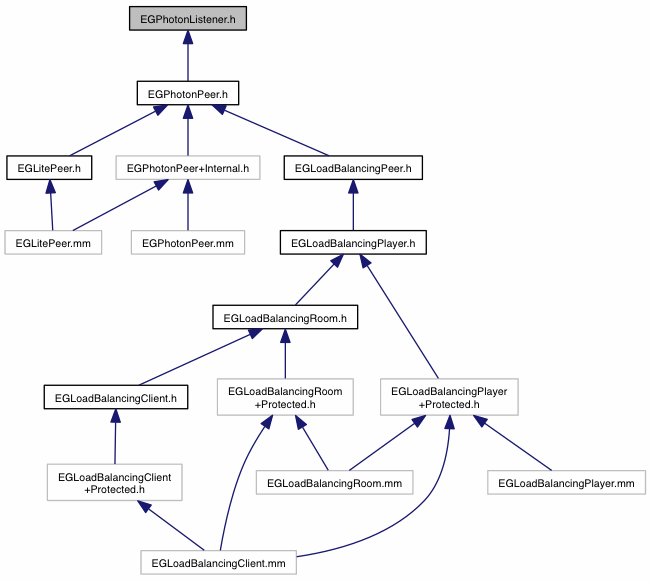 EGPhotonListener.h
EGPhotonPeer.h
EGLitePeer.h
EGPhotonPeer+Internal.h
EGLoadBalancingPeer.h
EGLitePeer.mm
EGPhotonPeer.mm
EGLoadBalancingPlayer.h
EGLoadBalancingRoom.h
EGLoadBalancingClient.h
EGLoadBalancingRoom
+Protected.h
EGLoadBalancingPlayer
+Protected.h
EGLoadBalancingClient
+Protected.h
EGLoadBalancingRoom.mm
EGLoadBalancingPlayer.mm
EGLoadBalancingClient.mm